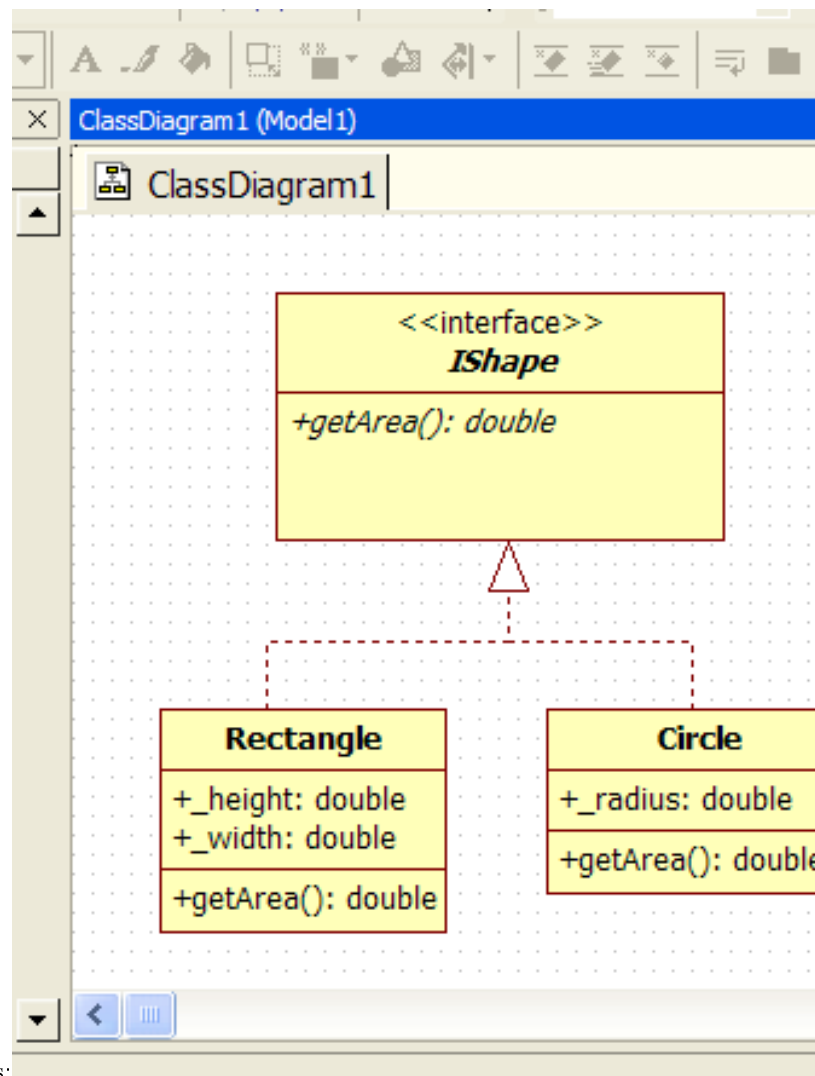 ClassDiagram1 (Model1)
ClassDiagram1
<<interface>>
IShape
+getArea(): double
Rectangle
+_height: double
+_width: double
+getArea(): double
Circle
+_radius: double
+getArea(): double